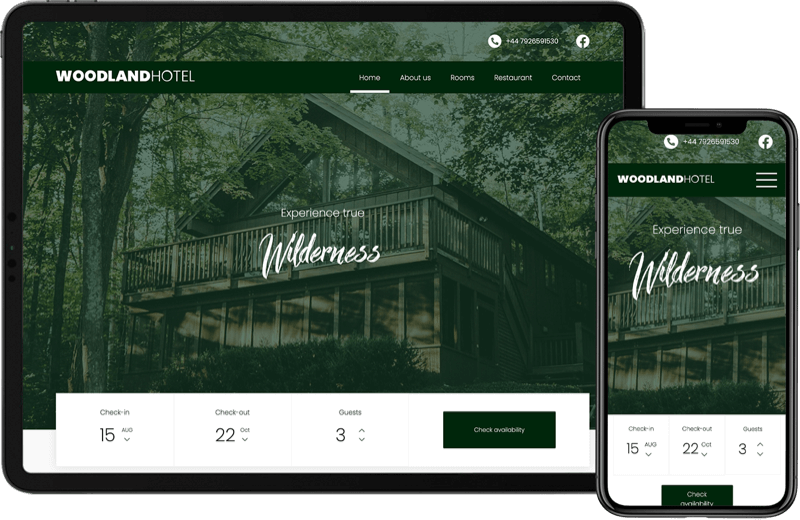 +44 7926591530
WOODLANDHOTEL
Home About us Rooms Restaurant Contact
Experience true
Wilderness
Check-in Check-out Guests
15 AUG 22 Oct 3
Check availability
+44 7926591530
WOODLANDHOTEL
Experience true
Wilderness
Check-in Check-out Guests
15 AUG 22 Oct 3
Check
availability